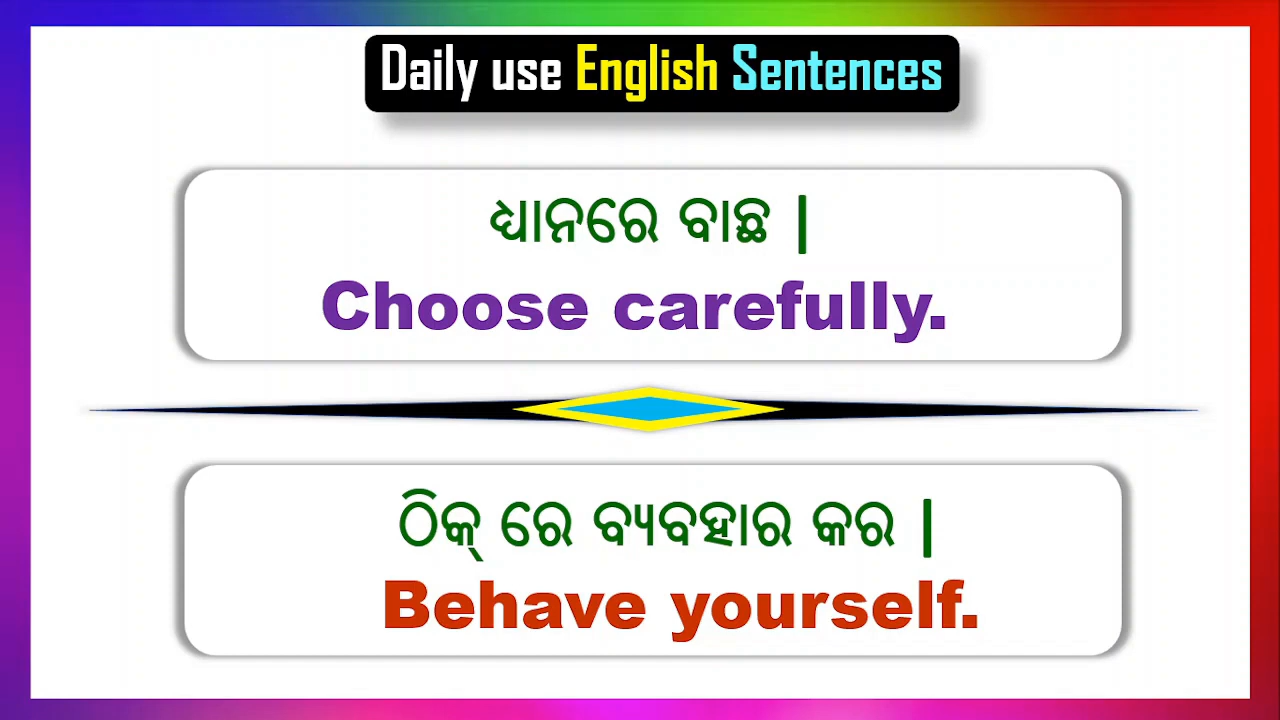 Daily use English Sentences
ଧ୍ୟାନରେ ବାଛ |
Choose carefully.
ଠିକ୍ ରେ ବ୍ୟବହାର କର |
Behave yourself.